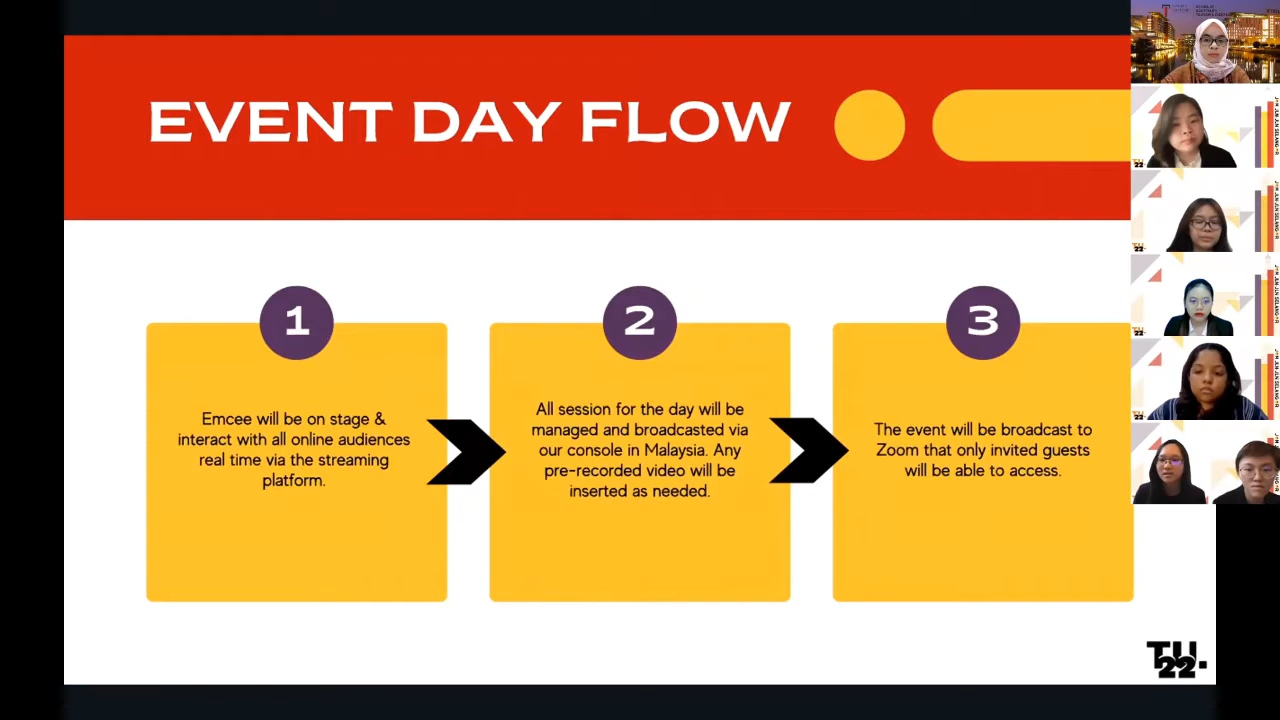 EVENT DAY FLOW
1
Emcee will be on stage &
interact with all online audiences
real time via the streaming
platform.
2
All session for the day will be
managed and broadcasted via
our console in Malaysia. Any
pre-recorded video will be
inserted as needed.
3
The event will be broadcast to
Zoom that only invited guests
will be able to access.
TU
22.